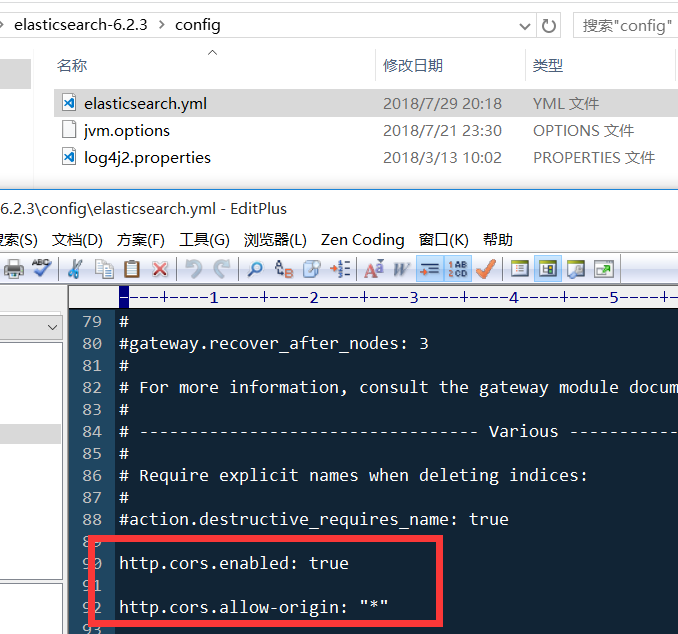 elasticsearch-6.2.3 > config
搜索"config"
名称 修改日期 类型
elasticsearch.yml 2018/7/29 20:18 YML 文件
jvm.options 2018/7/21 23:30 OPTIONS 文件
log4j2.properties 2018/3/13 10:02 PROPERTIES 文件
6.2.3\config\elasticsearch.yml - EditPlus
搜索(S) 文档(D) 方案(F) 工具(G) 浏览器(L) Zen Coding 窗口(K) 帮助
----+----1----+----2----+----3----+----4----+----5----+-
79 #
80 #gateway.recover_after_nodes: 3
81 #
82 # For more information, consult the gateway module docum
83 #
84 # ---------------------------------- Various -----------
85 #
86 # Require explicit names when deleting indices:
87 #
88 #action.destructive_requires_name: true
89
90 http.cors.enabled: true
91
92 http.cors.allow-origin: "*"
93